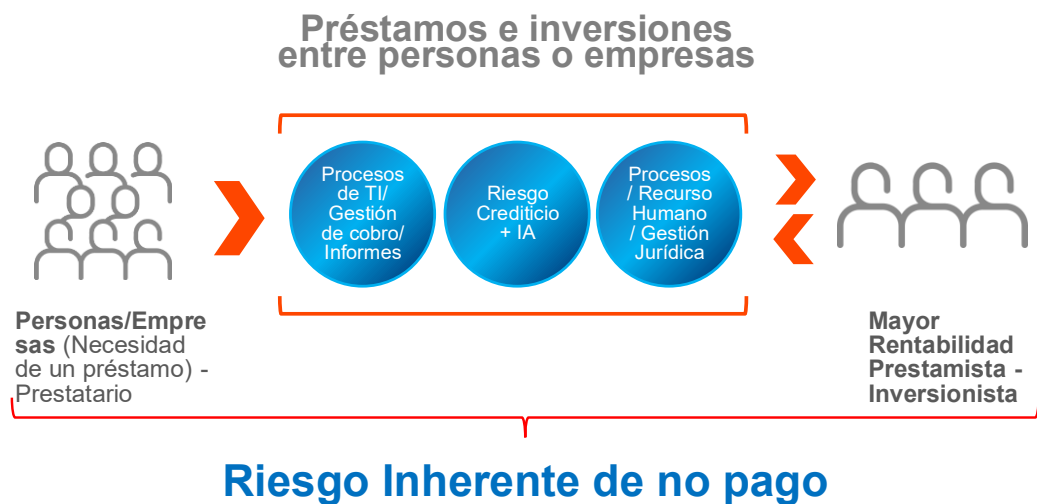 Préstamos e inversiones
entre personas o empresas
Procesos
de TI/
Gestión
de cobro/
Informes
Riesgo
Crediticio
+ IA
Procesos
/ Recurso
Humano
/ Gestión
Jurídica
Personas/Empre
sas (Necesidad
de un préstamo) -
Prestatario
Mayor
Rentabilidad
Prestamista -
Inversionista
Riesgo Inherente de no pago